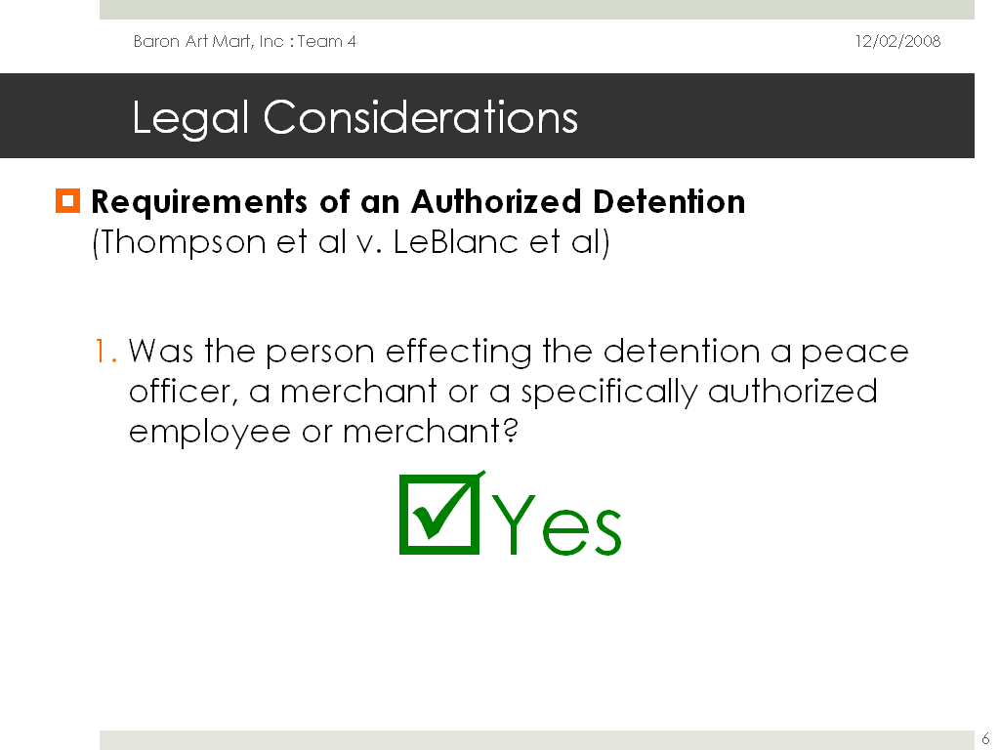 Baron Art Mart, Inc : Team 4
12/02/2008
Legal Considerations
Requirements of an Authorized Detention
(Thompson et al v. LeBlanc et al)
1. Was the person effecting the detention a peace
officer, a merchant or a specifically authorized
employee or merchant?
Yes
6